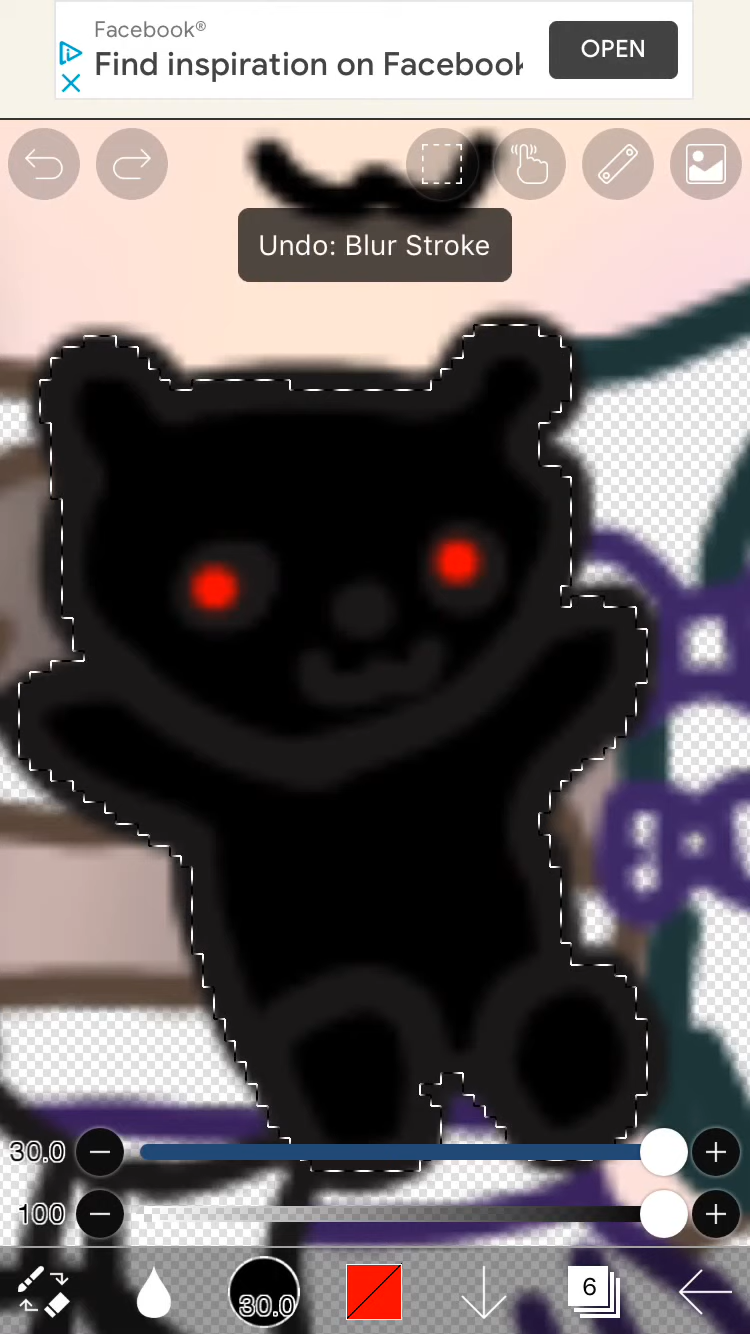 Facebook®
Find inspiration on Facebook
OPEN
Undo: Blur Stroke
30.0
100
30.0
6